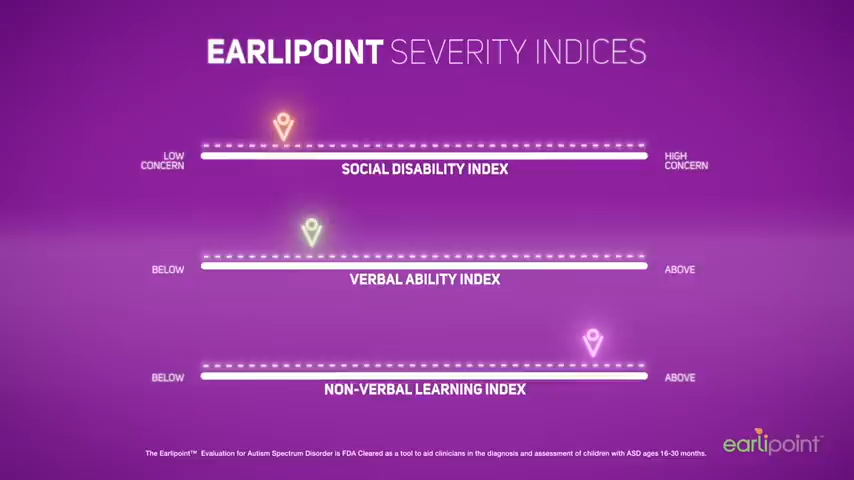 EARLIPOINT SEVERITY INDICES
LOW CONCERN
HIGH CONCERN
SOCIAL DISABILITY INDEX
BELOW
ABOVE
VERBAL ABILITY INDEX
BELOW
ABOVE
NON-VERBAL LEARNING INDEX
earlipoint™
The Earlipoint™ Evaluation for Autism Spectrum Disorder is FDA Cleared as a tool to aid clinicians in the diagnosis and assessment of children with ASD ages 16-30 months.